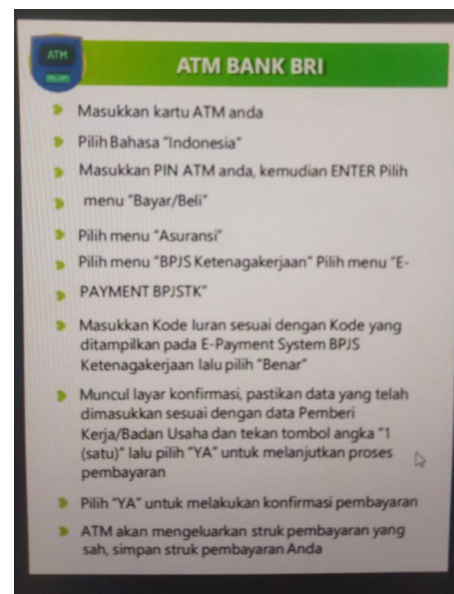 ATM
ATM BANK BRI
Masukkan kartu ATM anda
Pilih Bahasa "Indonesia"
Masukkan PIN ATM anda, kemudian ENTER Pilih
menu "Bayar/Beli"
Pilih menu "Asuransi"
Pilih menu "BPJS Ketenagakerjaan" Pilih menu "E-
PAYMENT BPJSTK"
Masukkan Kode Iuran sesuai dengan Kode yang
ditampilkan pada E-Payment System BPJS
Ketenagakerjaan lalu pilih "Benar"
Muncul layar konfirmasi, pastikan data yang telah
dimasukkan sesuai dengan data Pemberi
Kerja/Badan Usaha dan tekan tombol angka "1
(satu)" lalu pilih "YA" untuk melanjutkan proses
pembayaran
Pilih "YA" untuk melakukan konfirmasi pembayaran
ATM akan mengeluarkan struk pembayaran yang
sah, simpan struk pembayaran Anda